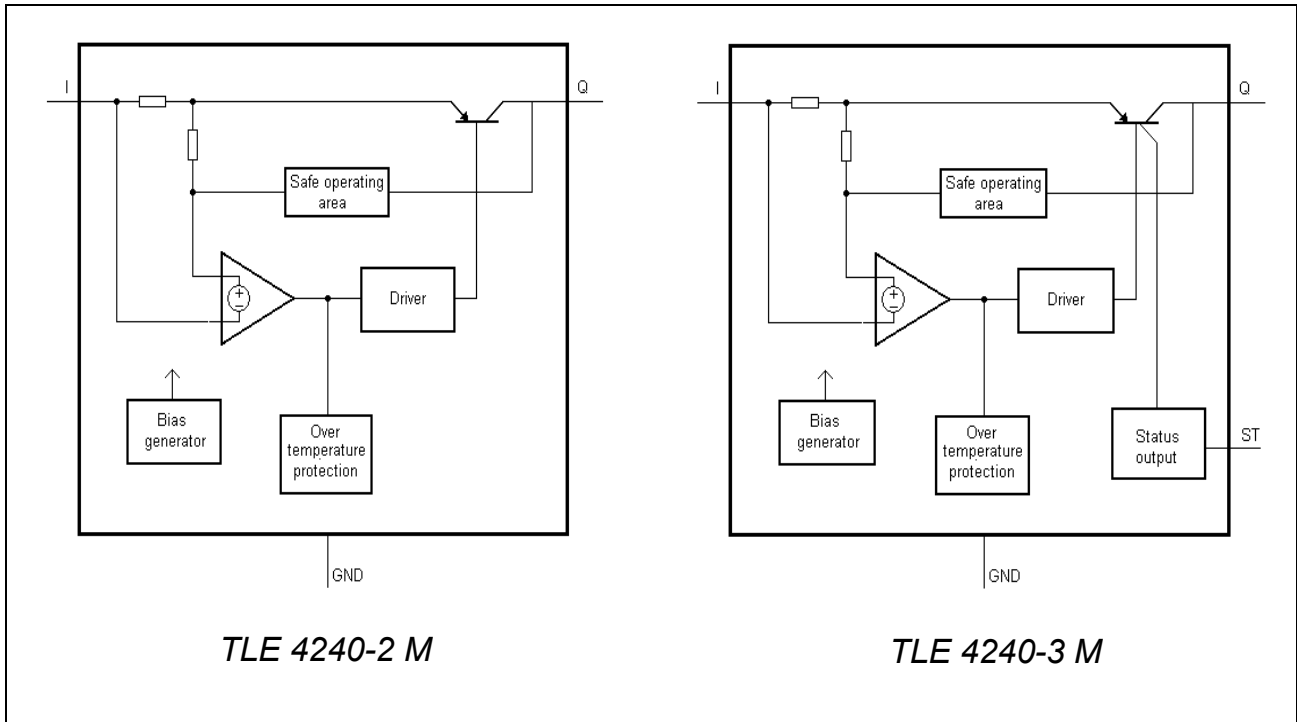 I
Q
Safe operating
area
+
−
Driver
Bias
generator
Over
temperature
protection
GND
TLE 4240-2 M
I
Q
Safe operating
area
+
−
Driver
Bias
generator
Over
temperature
protection
Status
output
ST
GND
TLE 4240-3 M